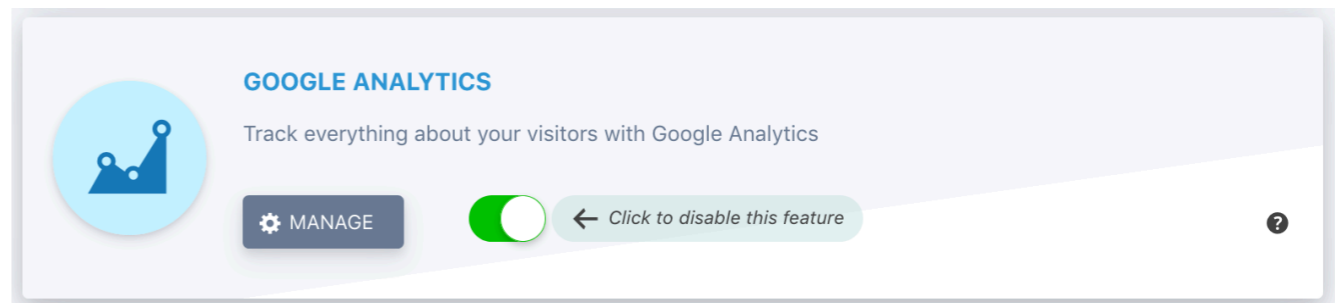 GOOGLE ANALYTICS
Track everything about your visitors with Google Analytics
MANAGE
Click to disable this feature
?